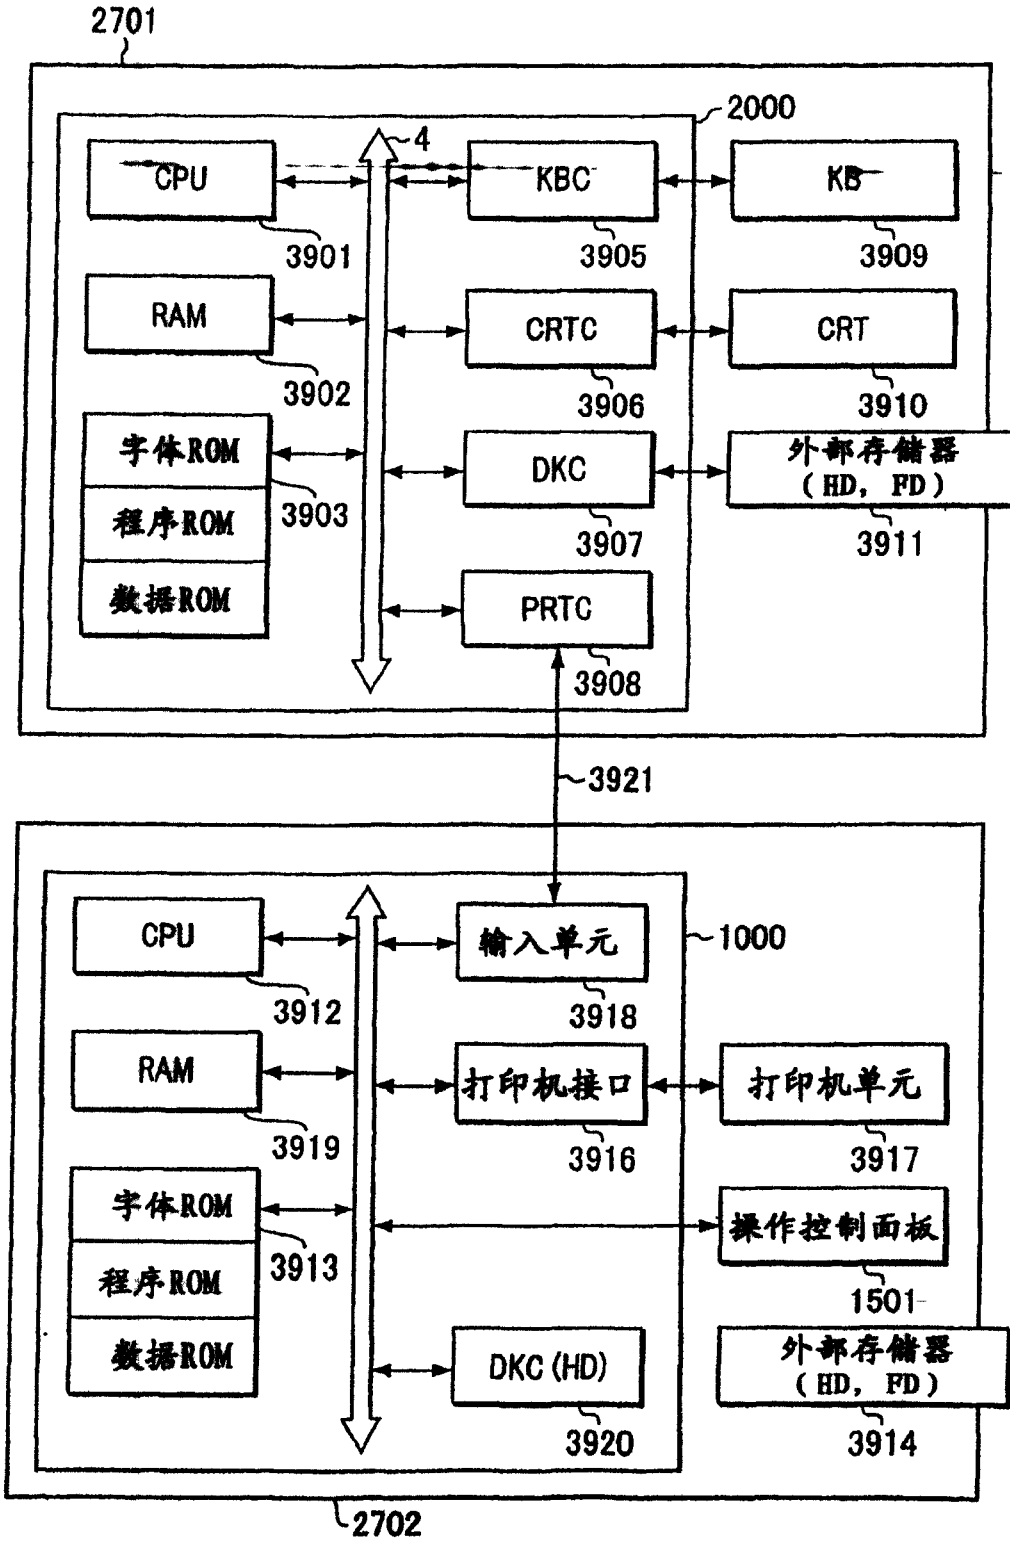 2701
2000
4
CPU
KBC
KB
3901
3905
3909
RAM
CRTC
CRT
3902
3906
3910
字体ROM
DKC
外部存储器
(HD, FD)
3903
程序ROM
3907
3911
数据ROM
PRTC
3908
3921
CPU
输入单元
1000
3912
3918
RAM
打印机接口
打印机单元
3919
3916
3917
字体ROM
操作控制面板
3913
程序ROM
1501
数据ROM
DKC(HD)
外部存储器
(HD, FD)
3920
3914
2702